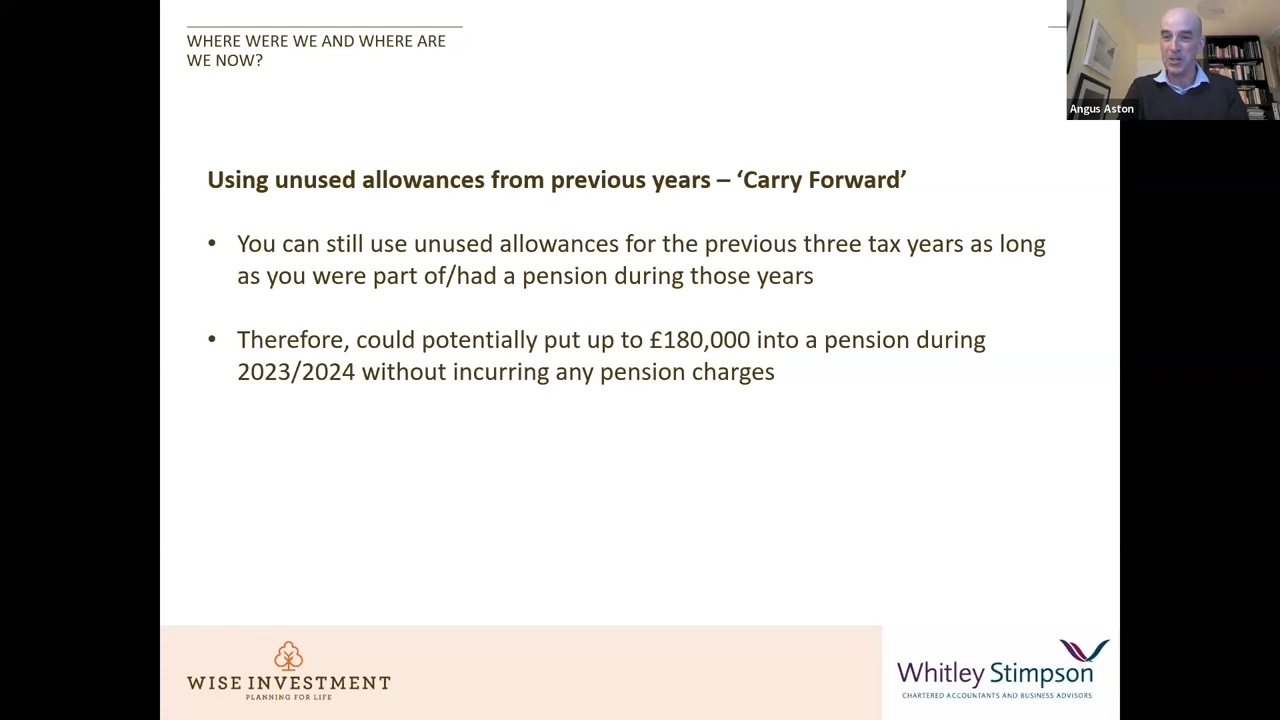 WHERE WERE WE AND WHERE ARE
WE NOW?
Angus Aston
Using unused allowances from previous years – ‘Carry Forward’
• You can still use unused allowances for the previous three tax years as long
as you were part of/had a pension during those years
• Therefore, could potentially put up to £180,000 into a pension during
2023/2024 without incurring any pension charges
WISE INVESTMENT
PLANNING FOR LIFE
Whitley Stimpson
CHARTERED ACCOUNTANTS AND BUSINESS ADVISORS